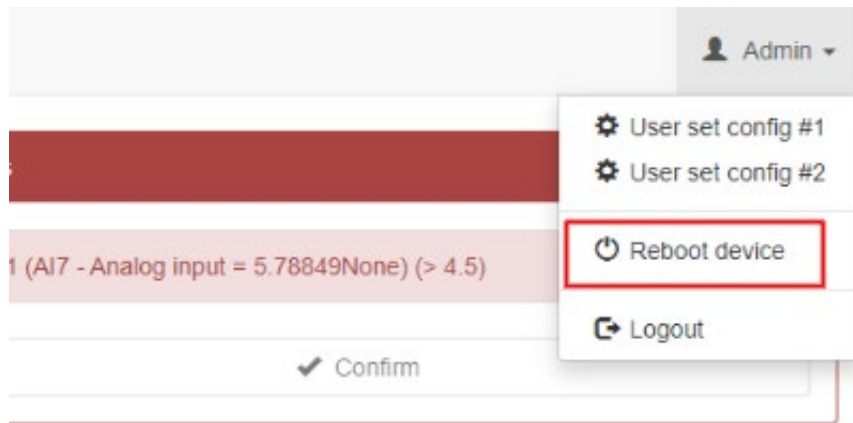 Admin
User set config #1
User set config #2
Reboot device
1 (AI7 - Analog input = 5.78849None) (> 4.5)
Logout
Confirm